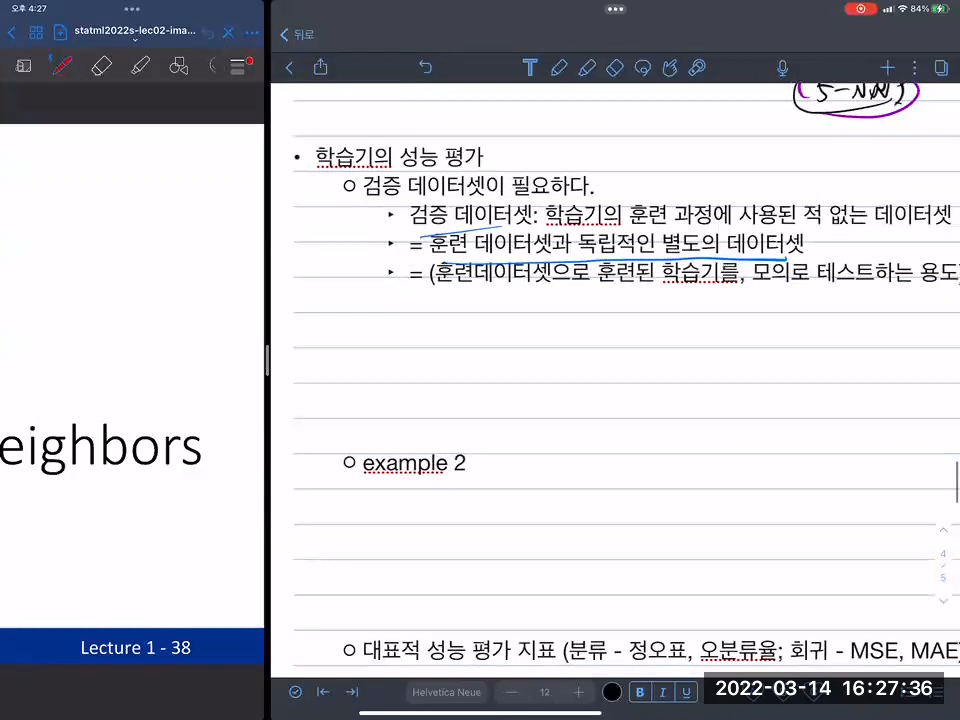 오후 4:27
84%
statml2022s-lec02-ima...
뒤로
(5-NN)
• 학습기의 성능 평가
○ 검증 데이터셋이 필요하다.
‣ 검증 데이터셋: 학습기의 훈련 과정에 사용된 적 없는 데이터셋
‣ = 훈련 데이터셋과 독립적인 별도의 데이터셋
‣ = (훈련데이터셋으로 훈련된 학습기를, 모의로 테스트하는 용도)
eighbors
○ example 2
4
5
Lecture 1 - 38
○ 대표적 성능 평가 지표 (분류 - 정오표, 오분류율; 회귀 - MSE, MAE)
Helvetica Neue
12
B I U
2022-03-14 16:27:36